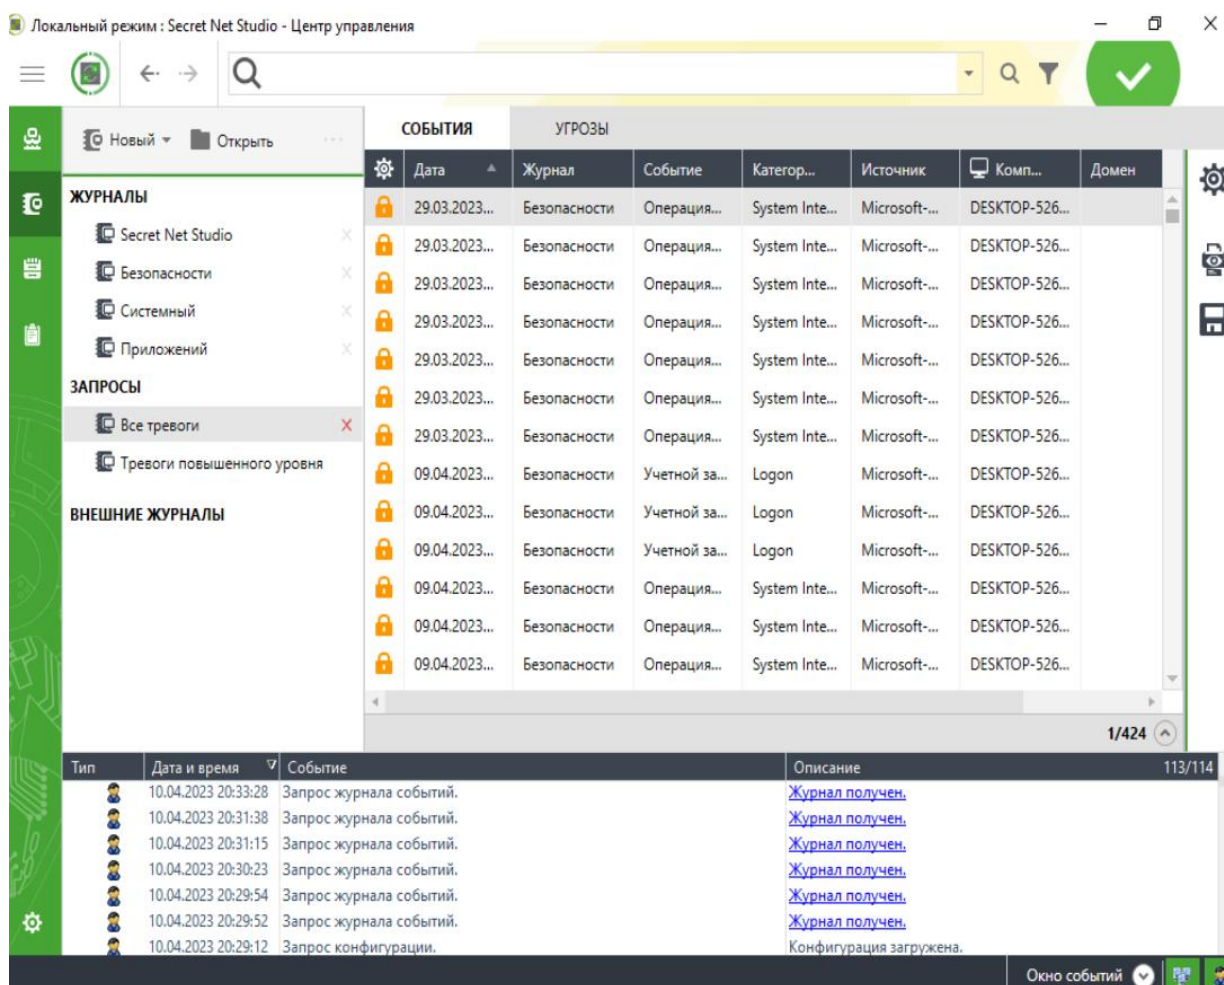 Локальный режим : Secret Net Studio - Центр управления
Новый Открыть ...
ЖУРНАЛЫ
Secret Net Studio
Безопасности
Системный
Приложений
ЗАПРОСЫ
Все тревоги
Тревоги повышенного уровня
ВНЕШНИЕ ЖУРНАЛЫ
СОБЫТИЯ УГРОЗЫ
Дата Журнал Событие Категор... Источник Комп... Домен
29.03.2023... Безопасности Операция... System Inte... Microsoft-... DESKTOP-526...
29.03.2023... Безопасности Операция... System Inte... Microsoft-... DESKTOP-526...
29.03.2023... Безопасности Операция... System Inte... Microsoft-... DESKTOP-526...
29.03.2023... Безопасности Операция... System Inte... Microsoft-... DESKTOP-526...
29.03.2023... Безопасности Операция... System Inte... Microsoft-... DESKTOP-526...
29.03.2023... Безопасности Операция... System Inte... Microsoft-... DESKTOP-526...
29.03.2023... Безопасности Операция... System Inte... Microsoft-... DESKTOP-526...
09.04.2023... Безопасности Учетной за... Logon Microsoft-... DESKTOP-526...
09.04.2023... Безопасности Учетной за... Logon Microsoft-... DESKTOP-526...
09.04.2023... Безопасности Учетной за... Logon Microsoft-... DESKTOP-526...
09.04.2023... Безопасности Операция... System Inte... Microsoft-... DESKTOP-526...
09.04.2023... Безопасности Операция... System Inte... Microsoft-... DESKTOP-526...
09.04.2023... Безопасности Операция... System Inte... Microsoft-... DESKTOP-526...
1/424
Тип Дата и время Событие Описание 113/114
10.04.2023 20:33:28 Запрос журнала событий. Журнал получен.
10.04.2023 20:31:38 Запрос журнала событий. Журнал получен.
10.04.2023 20:31:15 Запрос журнала событий. Журнал получен.
10.04.2023 20:30:23 Запрос журнала событий. Журнал получен.
10.04.2023 20:29:54 Запрос журнала событий. Журнал получен.
10.04.2023 20:29:52 Запрос журнала событий. Журнал получен.
10.04.2023 20:29:12 Запрос конфигурации. Конфигурация загружена.
Окно событий